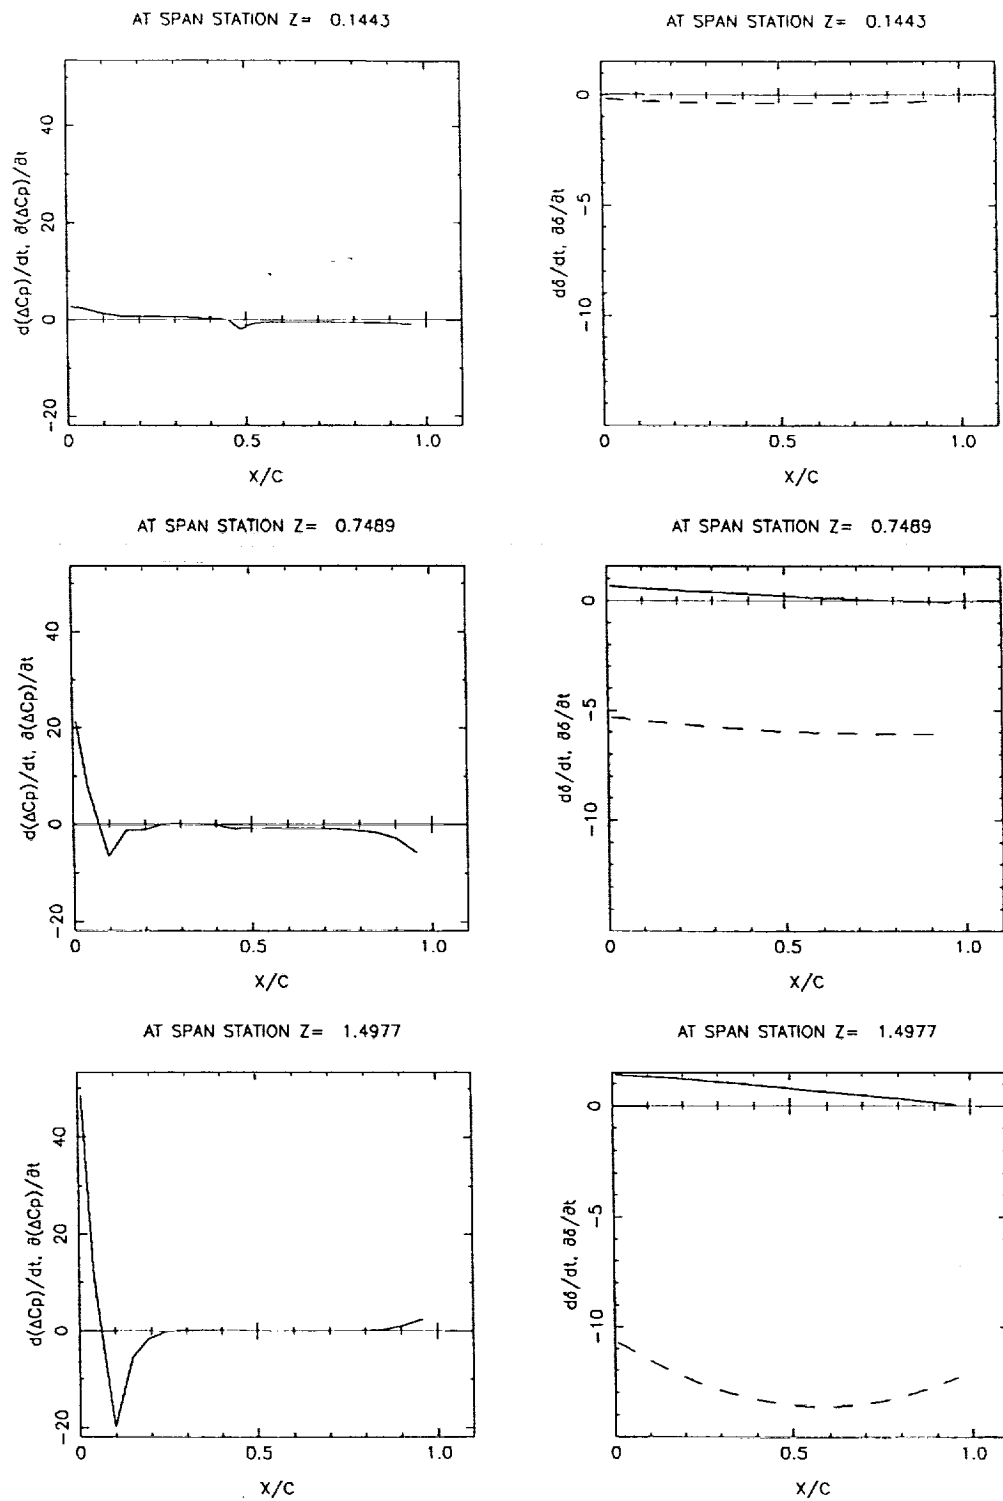 AT SPAN STATION Z= 0.1443
AT SPAN STATION Z= 0.1443
d(ΔCp)/dt, ∂(ΔCp)/∂t
40
20
0
-20
0
0.5
1.0
X/C
dδ/dt, ∂δ/∂t
0
-5
-10
0
0.5
1.0
X/C
AT SPAN STATION Z= 0.7489
AT SPAN STATION Z= 0.7489
d(ΔCp)/dt, ∂(ΔCp)/∂t
40
20
0
-20
0
0.5
1.0
X/C
dδ/dt, ∂δ/∂t
0
-5
-10
0
0.5
1.0
X/C
AT SPAN STATION Z= 1.4977
AT SPAN STATION Z= 1.4977
d(ΔCp)/dt, ∂(ΔCp)/∂t
40
20
0
-20
0
0.5
1.0
X/C
dδ/dt, ∂δ/∂t
0
-5
-10
0
0.5
1.0
X/C